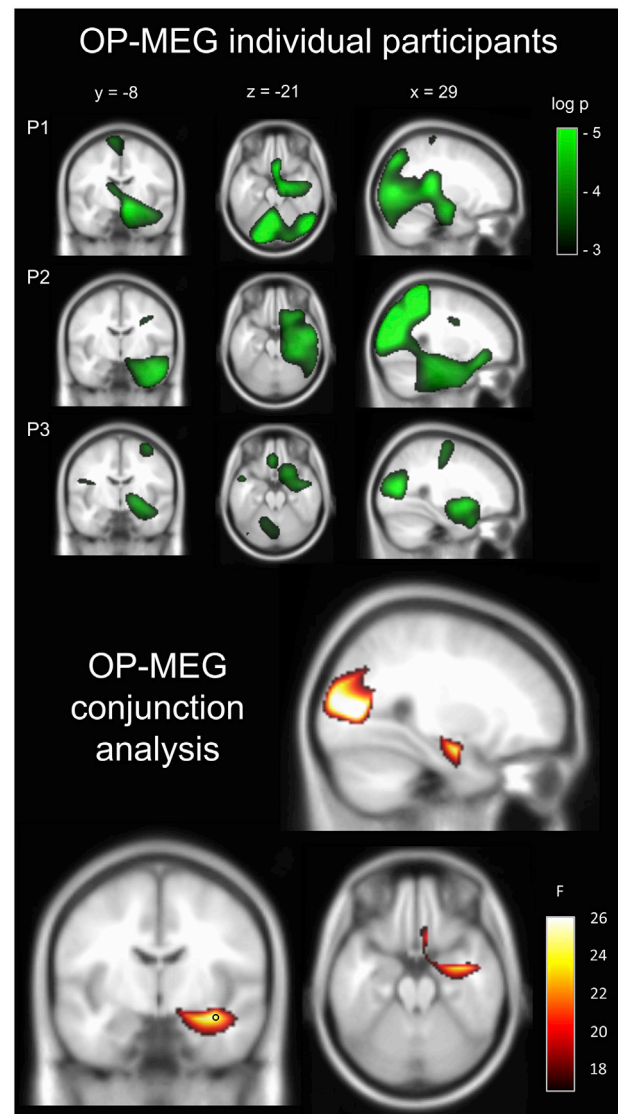 OP-MEG individual participants
y = -8
z = -21
x = 29
log p
P1
- 5
- 4
- 3
P2
P3
OP-MEG
conjunction
analysis
F
26
24
22
20
18